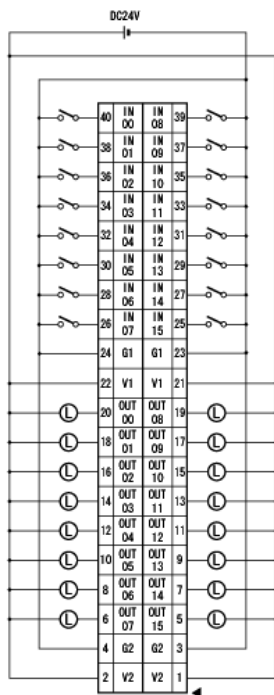 DC24V
40 IN 00 IN 08 39
38 IN 01 IN 09 37
36 IN 02 IN 10 35
34 IN 03 IN 11 33
32 IN 04 IN 12 31
30 IN 05 IN 13 29
28 IN 06 IN 14 27
26 IN 07 IN 15 25
24 G1 G1 23
22 V1 V1 21
L 20 OUT 00 OUT 08 19 L
L 18 OUT 01 OUT 09 17 L
L 16 OUT 02 OUT 10 15 L
L 14 OUT 03 OUT 11 13 L
L 12 OUT 04 OUT 12 11 L
L 10 OUT 05 OUT 13 9 L
L 8 OUT 06 OUT 14 7 L
L 6 OUT 07 OUT 15 5 L
4 G2 G2 3
2 V2 V2 1